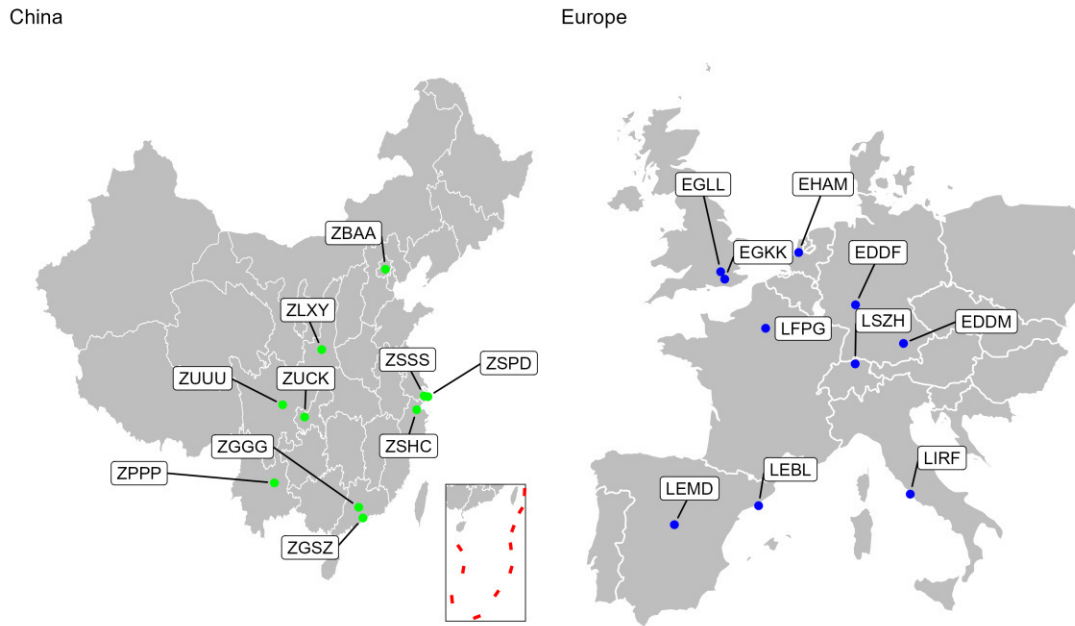 China
Europe
ZBAA
ZLXY
ZSSS
ZSPD
ZUUU
ZUCK
ZGGG
ZSHC
ZPPP
ZGSZ
EGLL
EHAM
EGKK
EDDF
LFPG
LSZH
EDDM
LEMD
LEBL
LIRF